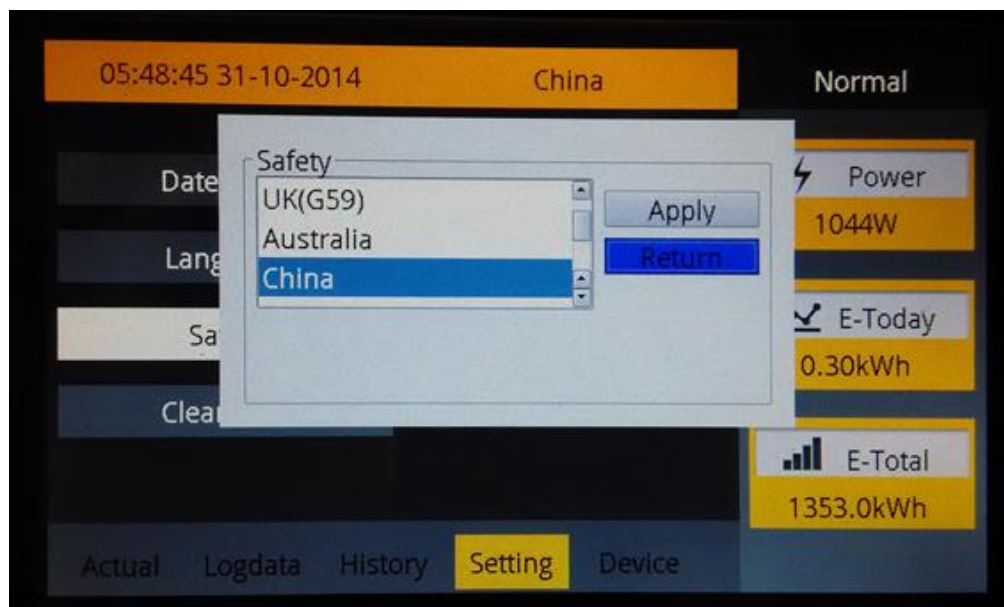 05:48:45 31-10-2014 China Normal
Date
Lang
Sa
Clea
Safety
UK(G59)
Australia
China
Apply
Return
Power
1044W
E-Today
0.30kWh
E-Total
1353.0kWh
Actual Logdata History Setting Device